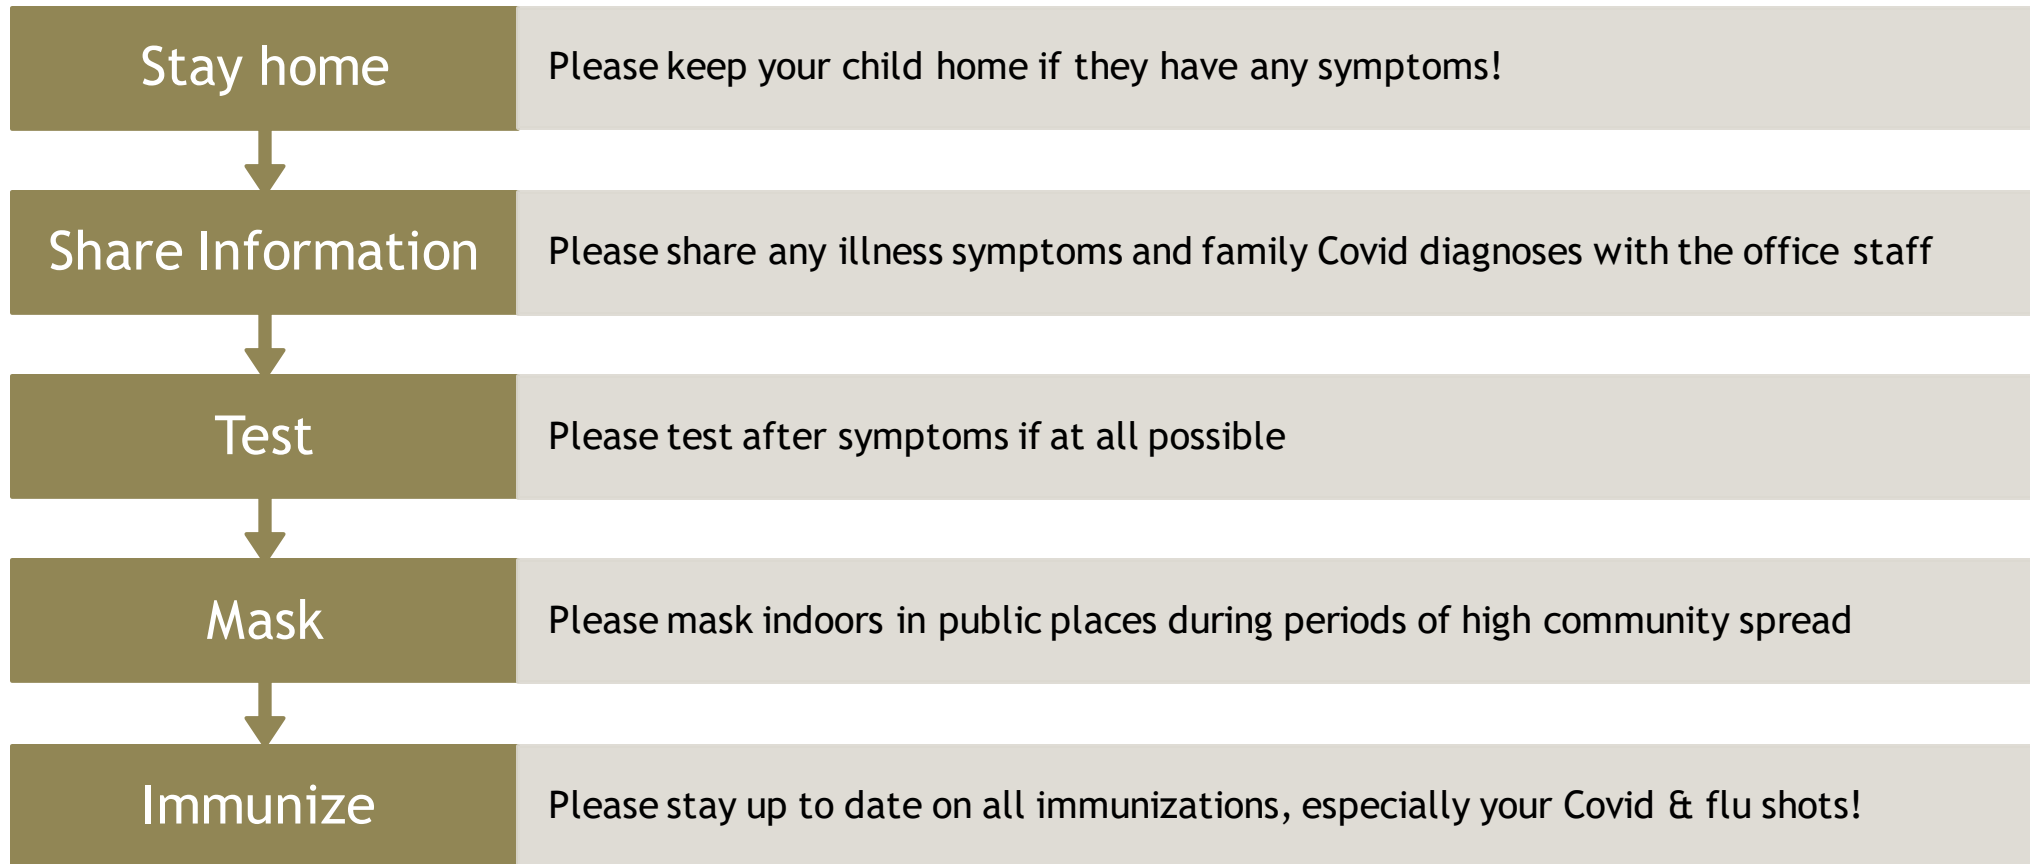 Stay home
Please keep your child home if they have any symptoms!
Share Information
Please share any illness symptoms and family Covid diagnoses with the office staff
Test
Please test after symptoms if at all possible
Mask
Please mask indoors in public places during periods of high community spread
Immunize
Please stay up to date on all immunizations, especially your Covid & flu shots!